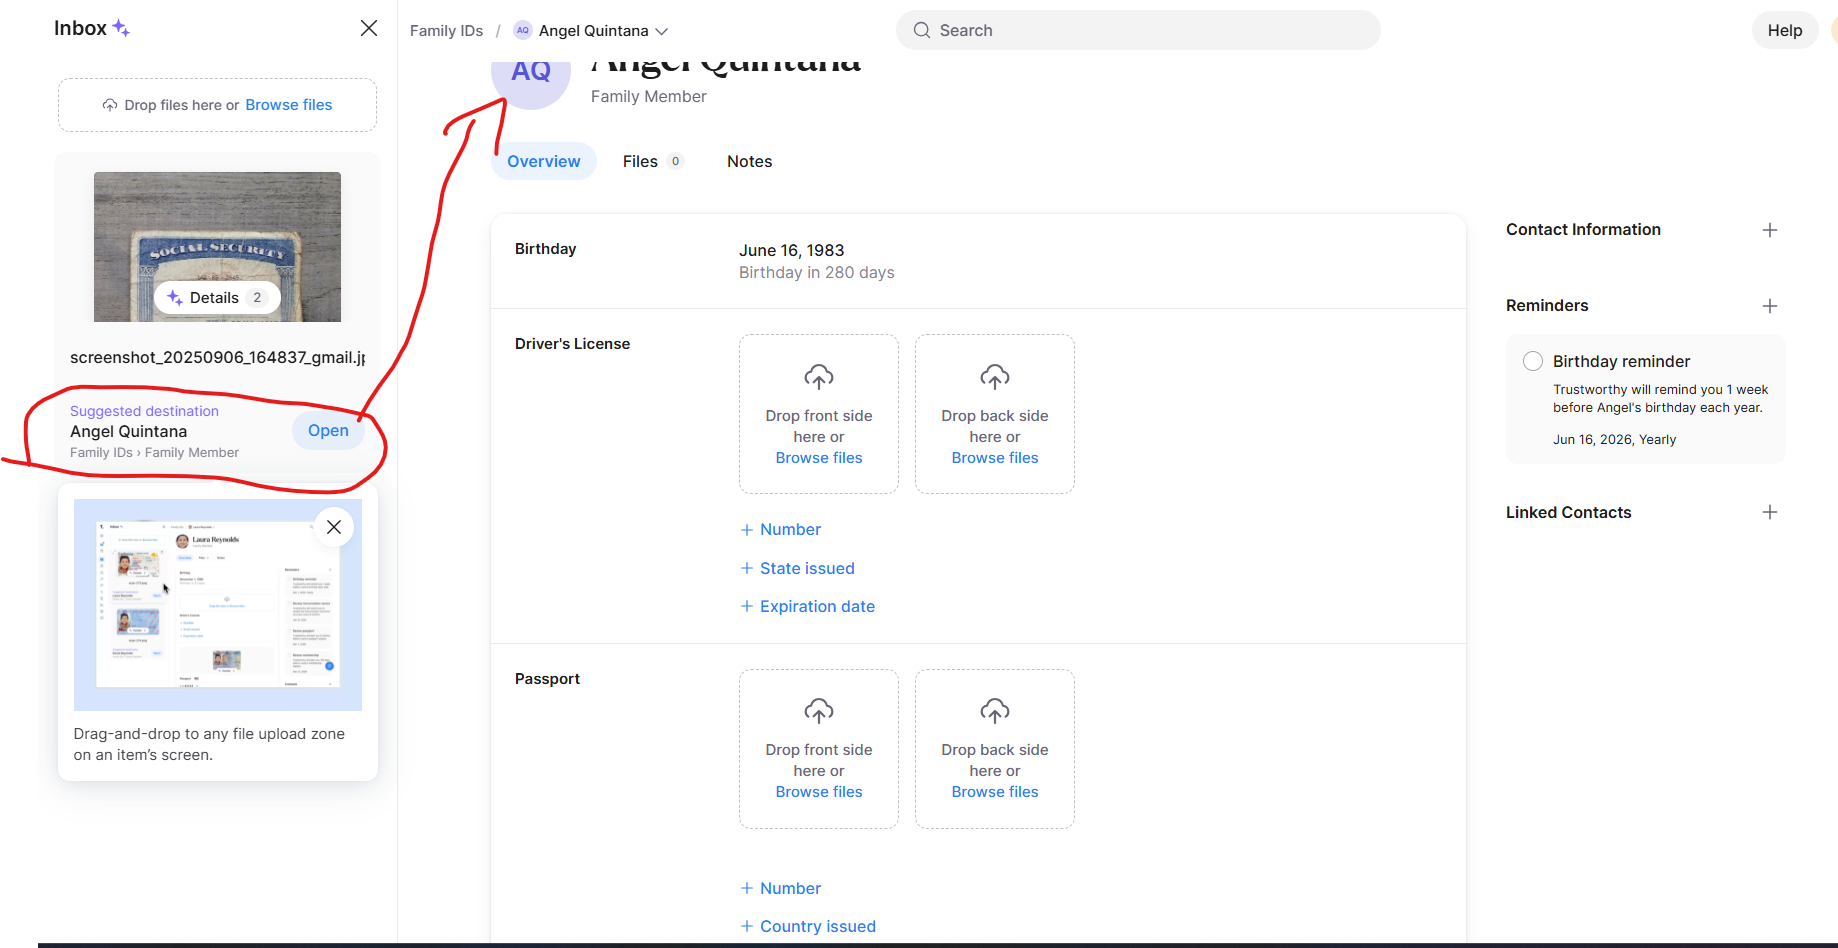 Inbox
Drop files here or Browse files
SOCIAL SECURITY
Details 2
screenshot_20250906_164837_gmail.jp
Suggested destination
Angel Quintana
Open
Family IDs › Family Member
Laura Reynolds
Drag-and-drop to any file upload zone
on an item's screen.
Family IDs / AQ Angel Quintana
Search
Help
AQ
Angel Quintana
Family Member
Overview
Files 0
Notes
Birthday
June 16, 1983
Birthday in 280 days
Driver's License
Drop front side
here or
Browse files
Drop back side
here or
Browse files
+ Number
+ State issued
+ Expiration date
Passport
Drop front side
here or
Browse files
Drop back side
here or
Browse files
+ Number
+ Country issued
Contact Information +
Reminders +
Birthday reminder
Trustworthy will remind you 1 week
before Angel's birthday each year.
Jun 16, 2026, Yearly
Linked Contacts +